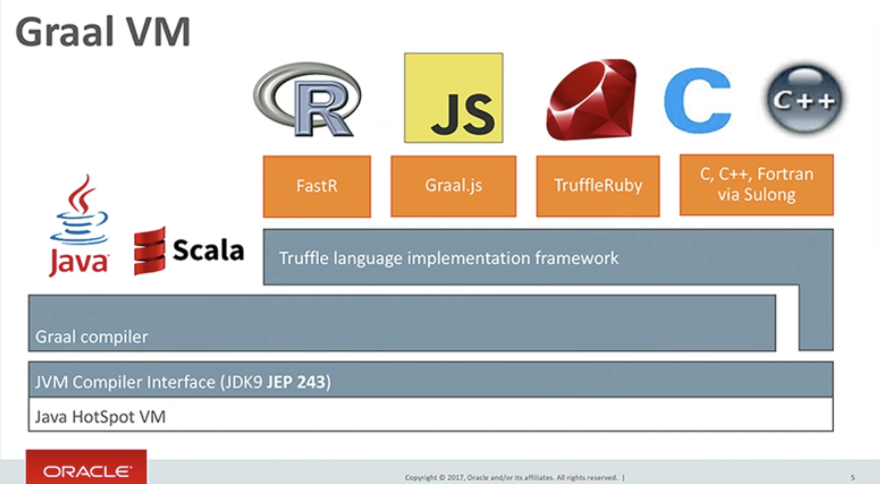 Graal VM
R
JS
C
C++
FastR
Graal.js
TruffleRuby
C, C++, Fortran
via Sulong
Java
Scala
Truffle language implementation framework
Graal compiler
JVM Compiler Interface (JDK9 JEP 243)
Java HotSpot VM
ORACLE
Copyright © 2017, Oracle and/or its affiliates. All rights reserved. |
5